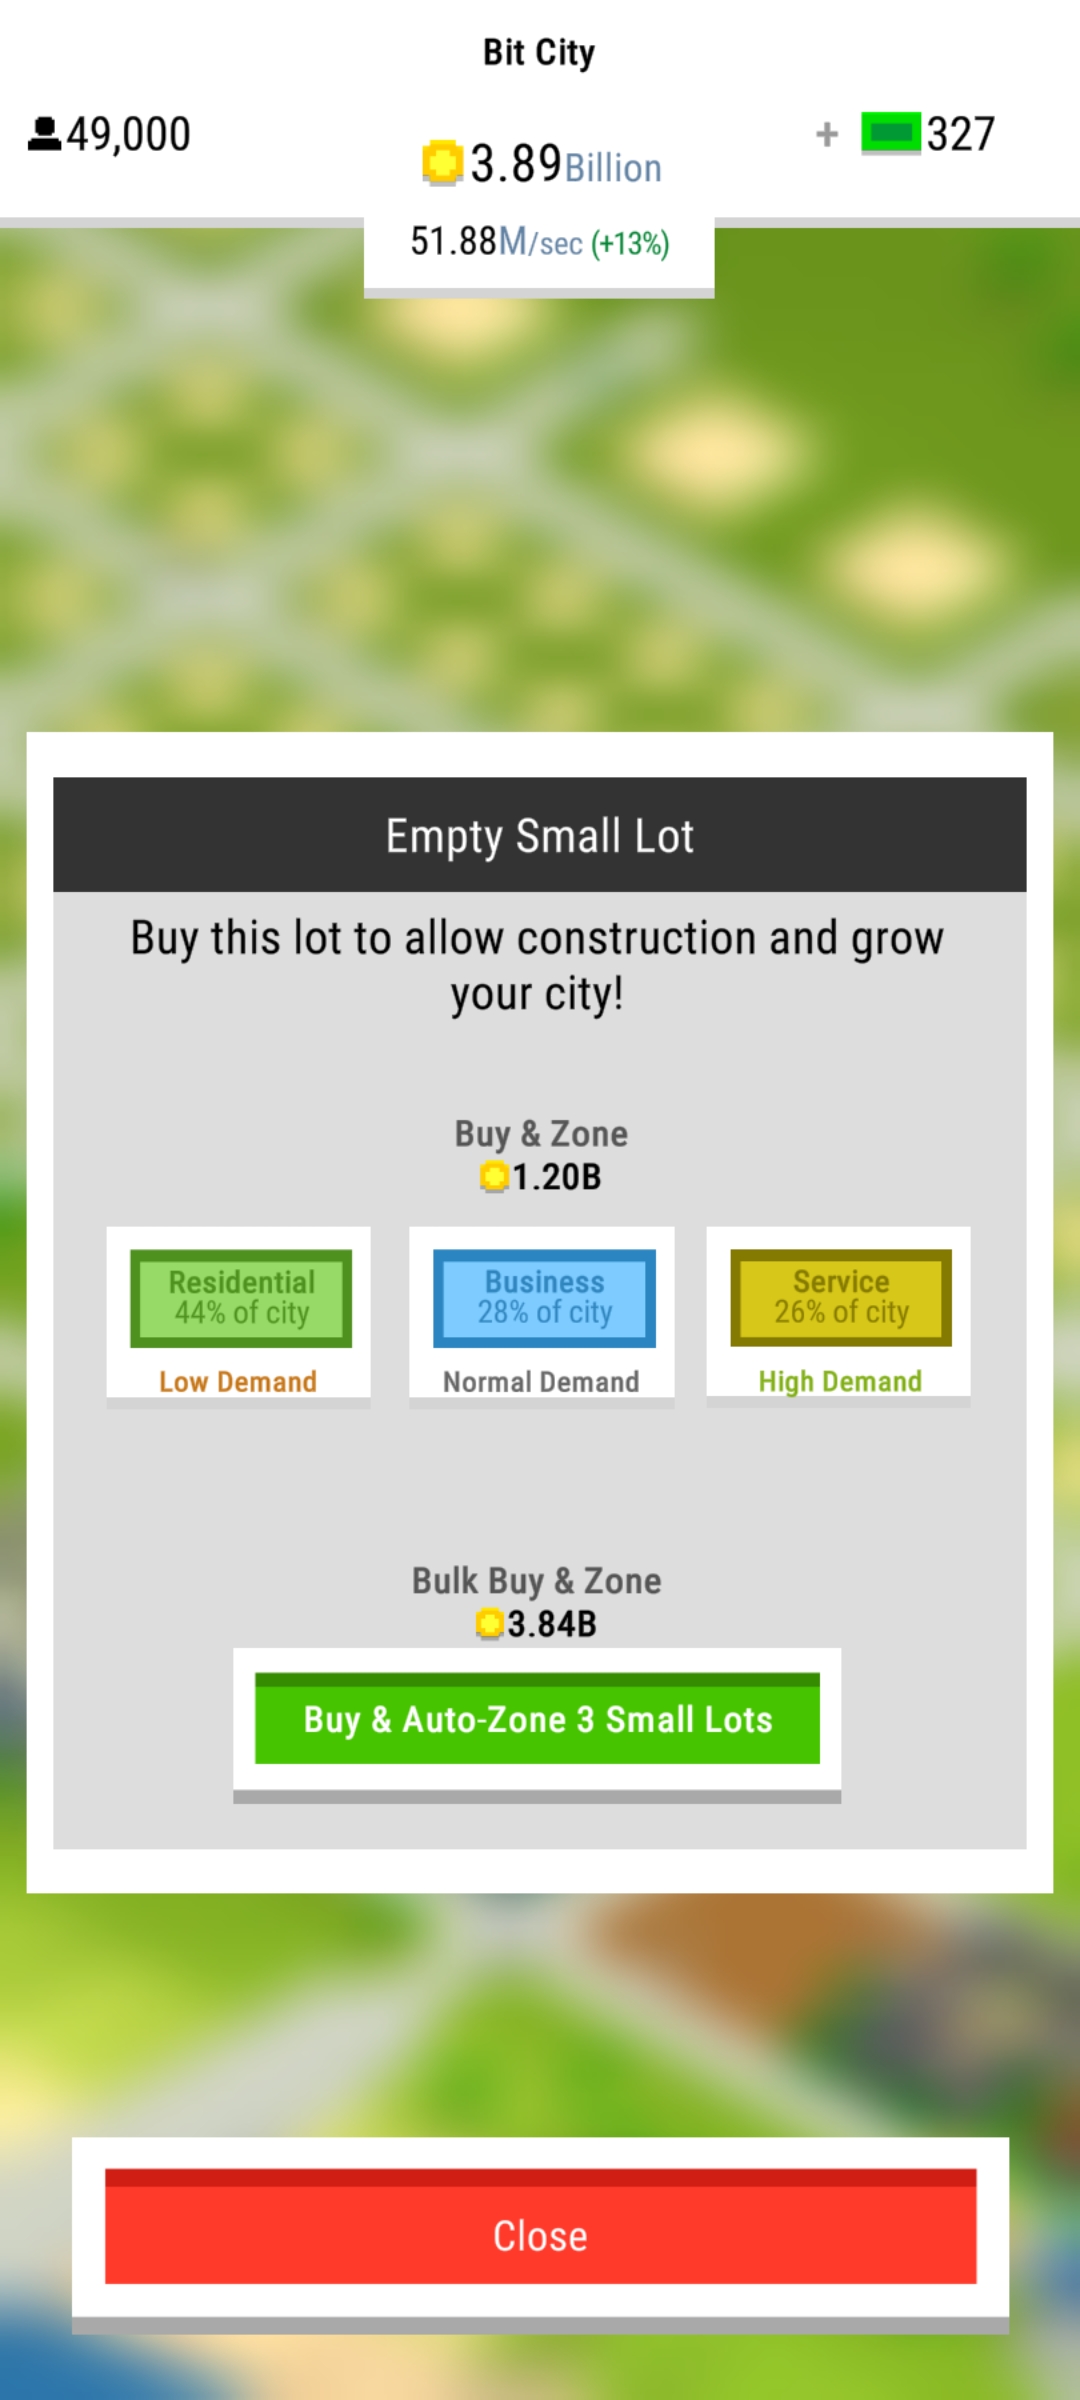 Bit City
49,000
3.89Billion
+ 327
51.88M/sec (+13%)
Empty Small Lot
Buy this lot to allow construction and grow
your city!
Buy & Zone
1.20B
Residential
44% of city
Low Demand
Business
28% of city
Normal Demand
Service
26% of city
High Demand
Bulk Buy & Zone
3.84B
Buy & Auto-Zone 3 Small Lots
Close